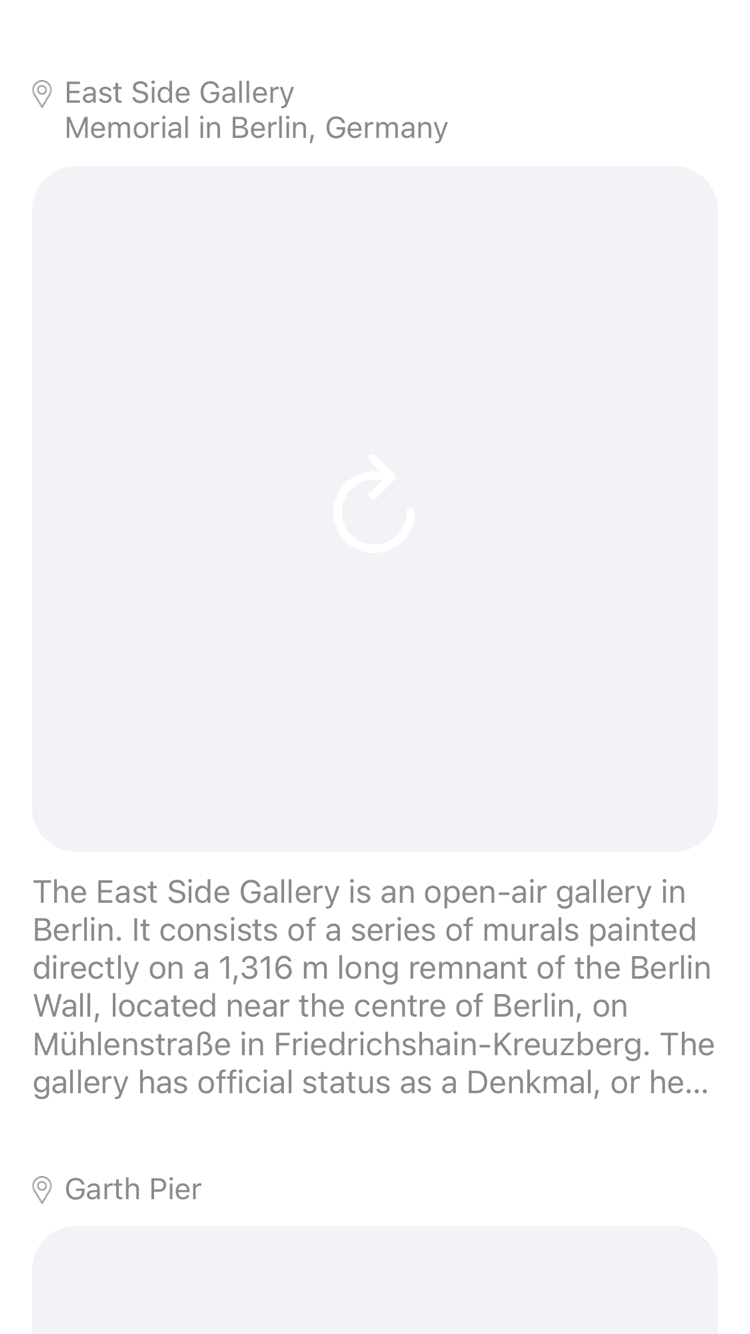 East Side Gallery
Memorial in Berlin, Germany
The East Side Gallery is an open-air gallery in
Berlin. It consists of a series of murals painted
directly on a 1,316 m long remnant of the Berlin
Wall, located near the centre of Berlin, on
Mühlenstraße in Friedrichshain-Kreuzberg. The
gallery has official status as a Denkmal, or he...
Garth Pier